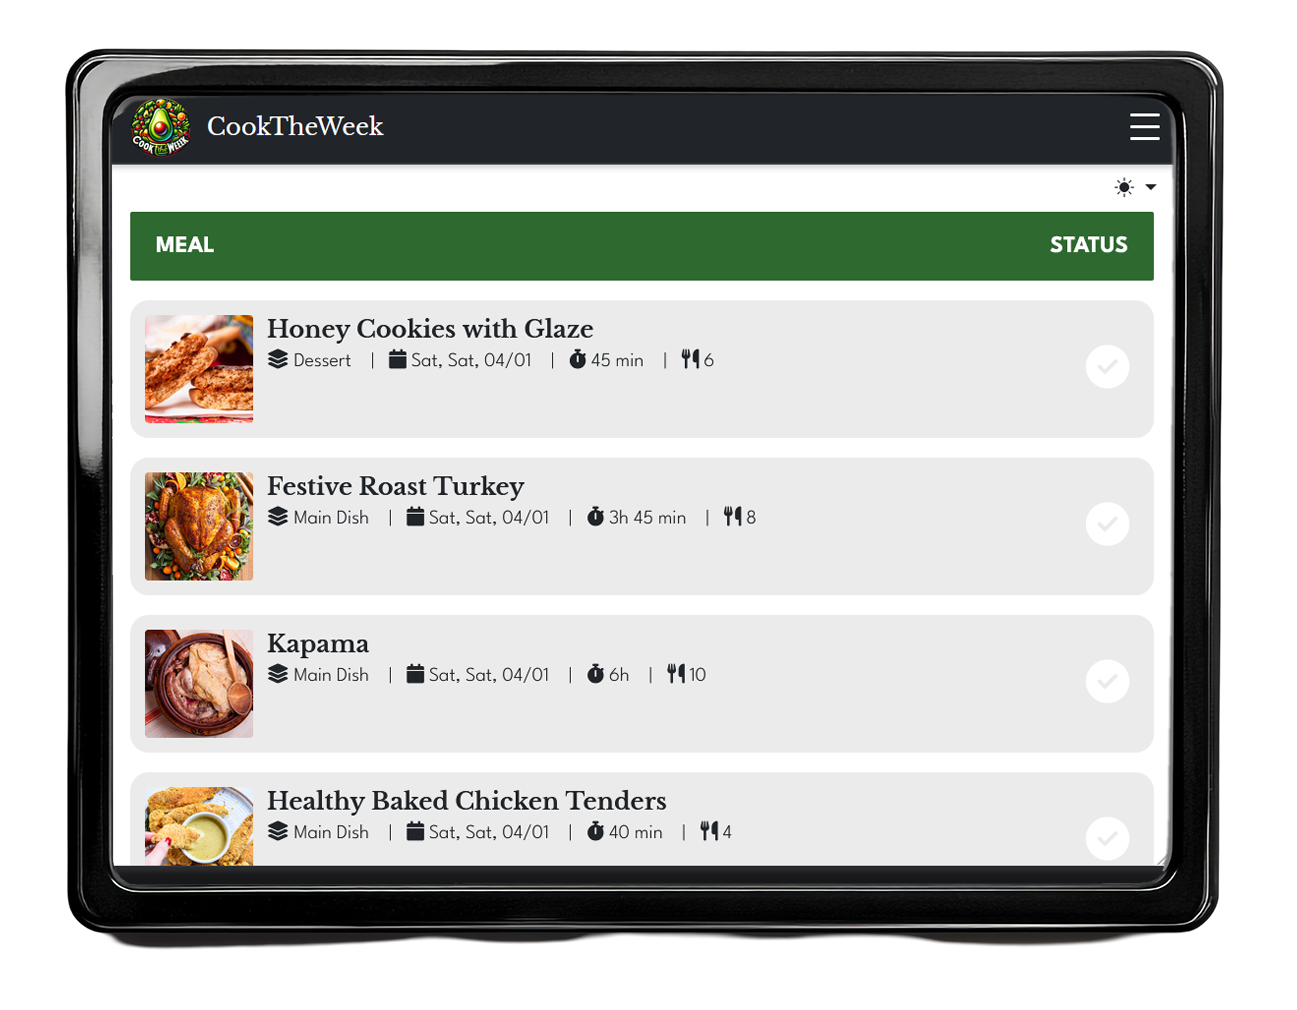 COOK the WEEK
CookTheWeek
MEAL STATUS
Honey Cookies with Glaze
Dessert | Sat, Sat, 04/01 | 45 min | 6
Festive Roast Turkey
Main Dish | Sat, Sat, 04/01 | 3h 45 min | 8
Kapama
Main Dish | Sat, Sat, 04/01 | 6h | 10
Healthy Baked Chicken Tenders
Main Dish | Sat, Sat, 04/01 | 40 min | 4